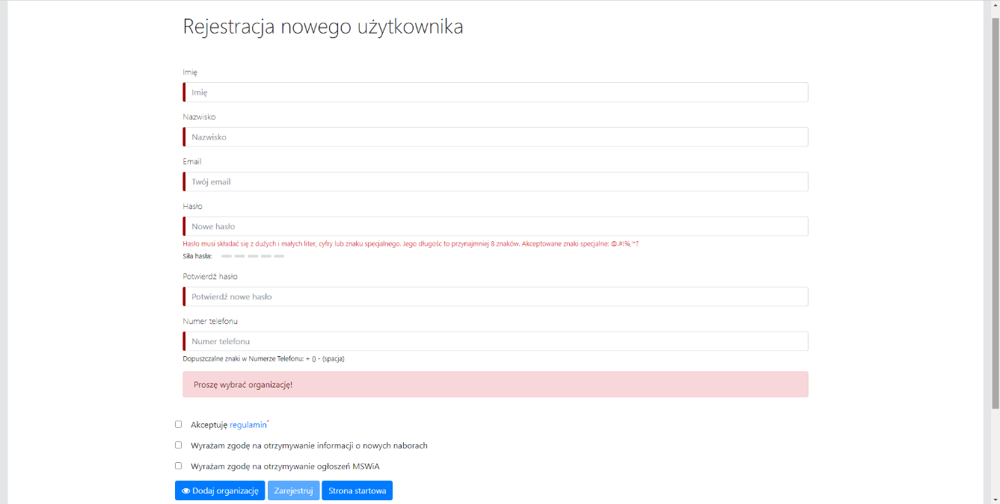 Rejestracja nowego użytkownika
Imię
Imię
Nazwisko
Nazwisko
Email
Twój email
Hasło
Nowe hasło
Hasło musi składać się z dużych i małych liter, cyfry lub znaku specjalnego. Jego długośc to przynajmniej 8 znaków. Akceptowane znaki specjalne: @.#!%,'*?
Siła hasła:
Potwierdź hasło
Potwierdź nowe hasło
Numer telefonu
Numer telefonu
Dopuszczalne znaki w Numerze Telefonu: + () - (spacja)
Proszę wybrać organizację!
Akceptuję regulamin*
Wyrażam zgodę na otrzymywanie informacji o nowych naborach
Wyrażam zgodę na otrzymywanie ogłoszeń MSWiA
Dodaj organizację Zarejestruj Strona startowa